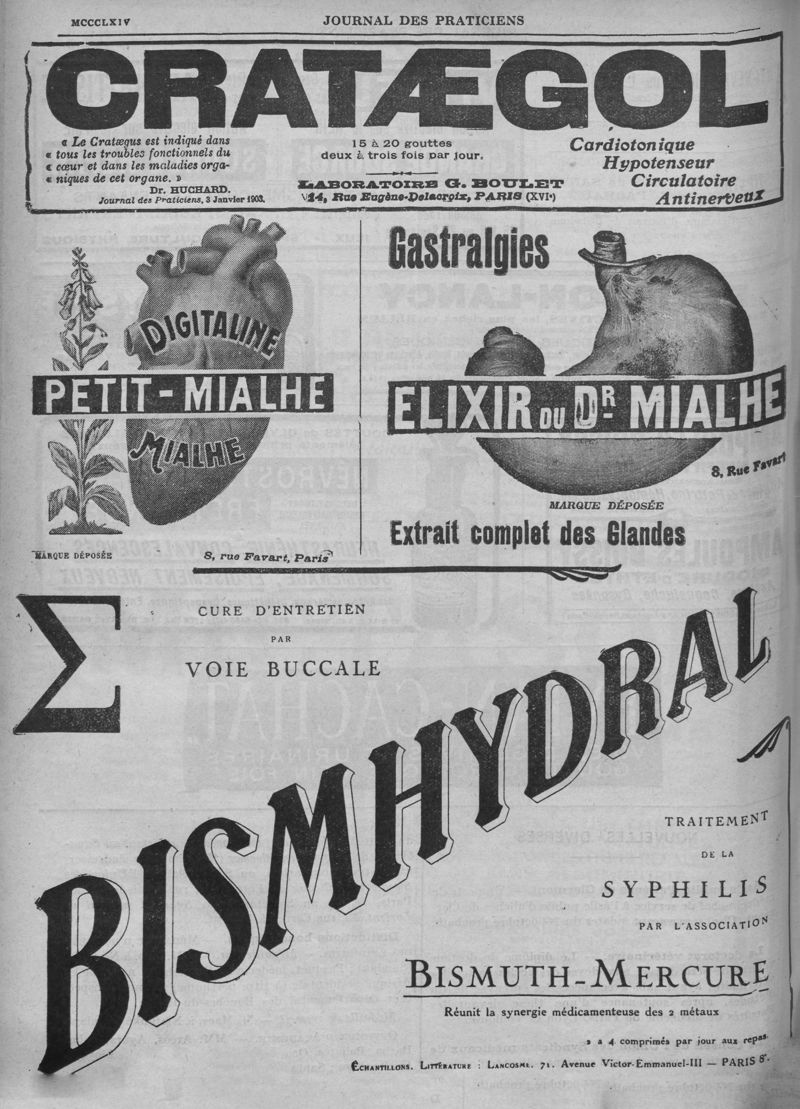 MCCCLXIV
JOURNAL DES PRATICIENS
CRATÆGOL
« Le Cratægus est indiqué dans
« tous les troubles fonctionnels du
« cœur et dans les maladies orga-
« niques de cet organe. »
Dr. HUCHARD.
Journal des Praticiens, 3 Janvier 1903.
15 à 20 gouttes
deux à trois fois par jour.
LABORATOIRE G. BOULET
24, Rue Eugène-Delacroix, PARIS (XVIe)
Cardiotonique
Hypotenseur
Circulatoire
Antinerveux
DIGITALINE
PETIT-MIALHE
MIALHE
MARQUE DÉPOSÉE
8, rue Favart, Paris
Gastralgies
ELIXIR DU DR. MIALHE
8, Rue Favart
MARQUE DÉPOSÉE
Extrait complet des Glandes
Σ
CURE D'ENTRETIEN
PAR
VOIE BUCCALE
BISMHYDRAL
TRAITEMENT
DE LA
SYPHILIS
PAR L'ASSOCIATION
BISMUTH-MERCURE
Réunit la synergie médicamenteuse des 2 métaux
2 à 4 comprimés par jour aux repas
ÉCHANTILLONS. LITTÉRATURE : LANCOSME. 71. Avenue Victor-Emmanuel-III — PARIS 8e.